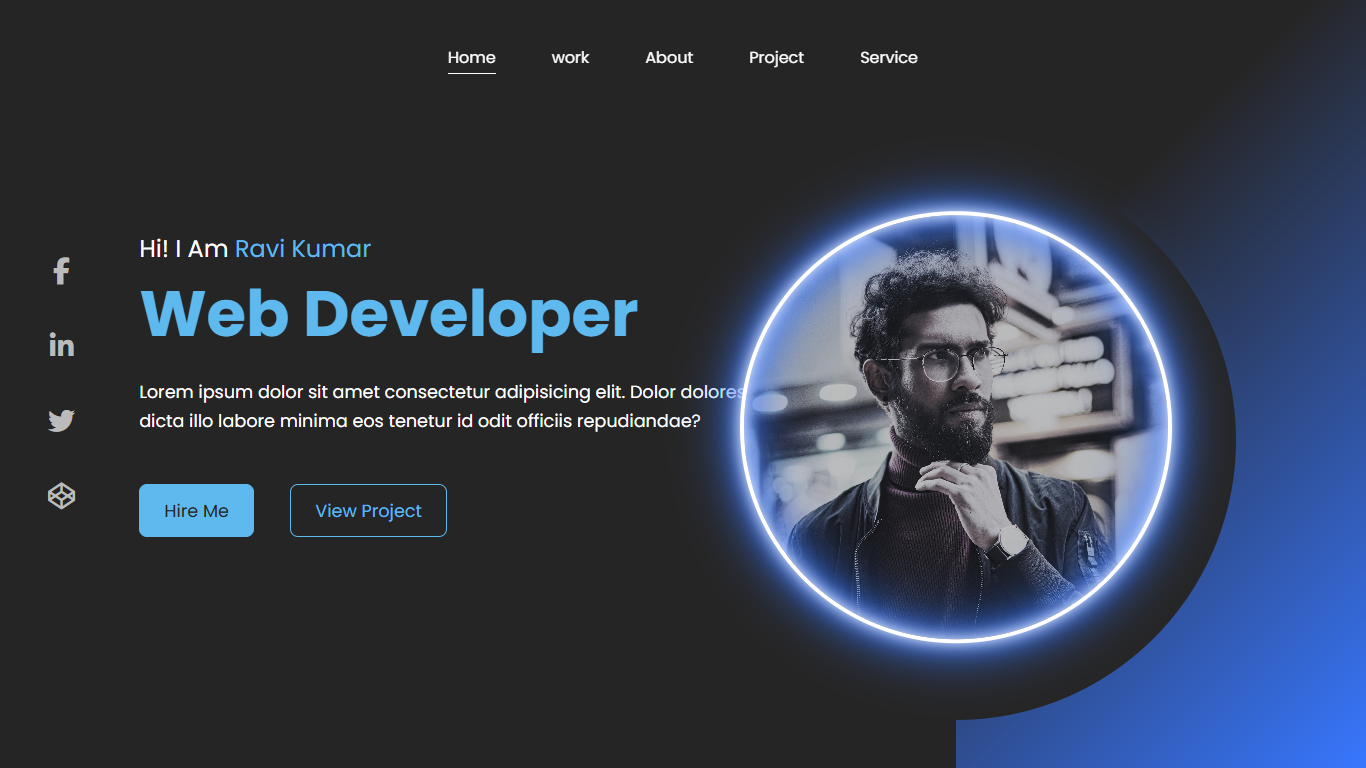 Home work About Project Service
Hi! I Am Ravi Kumar
Web Developer
Lorem ipsum dolor sit amet consectetur adipisicing elit. Dolor dolores
dicta illo labore minima eos tenetur id odit officiis repudiandae?
Hire Me View Project